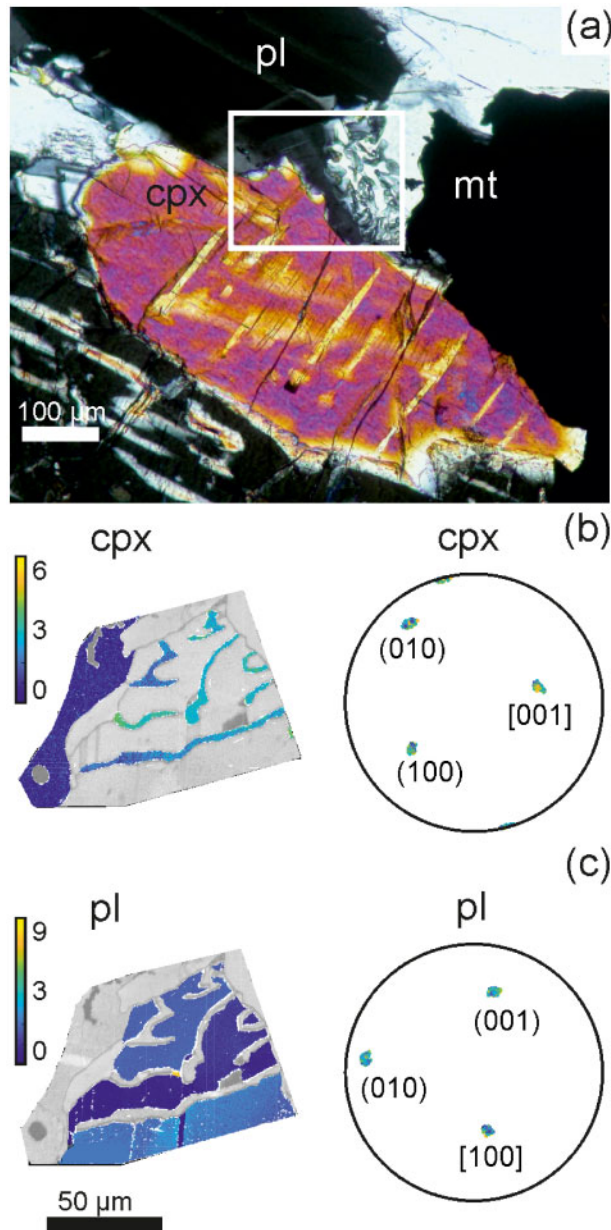 (a)
pl
cpx
mt
100 µm
(b)
cpx
cpx
6
3
0
(010)
[001]
(100)
(c)
pl
pl
9
3
0
(001)
(010)
[100]
50 µm